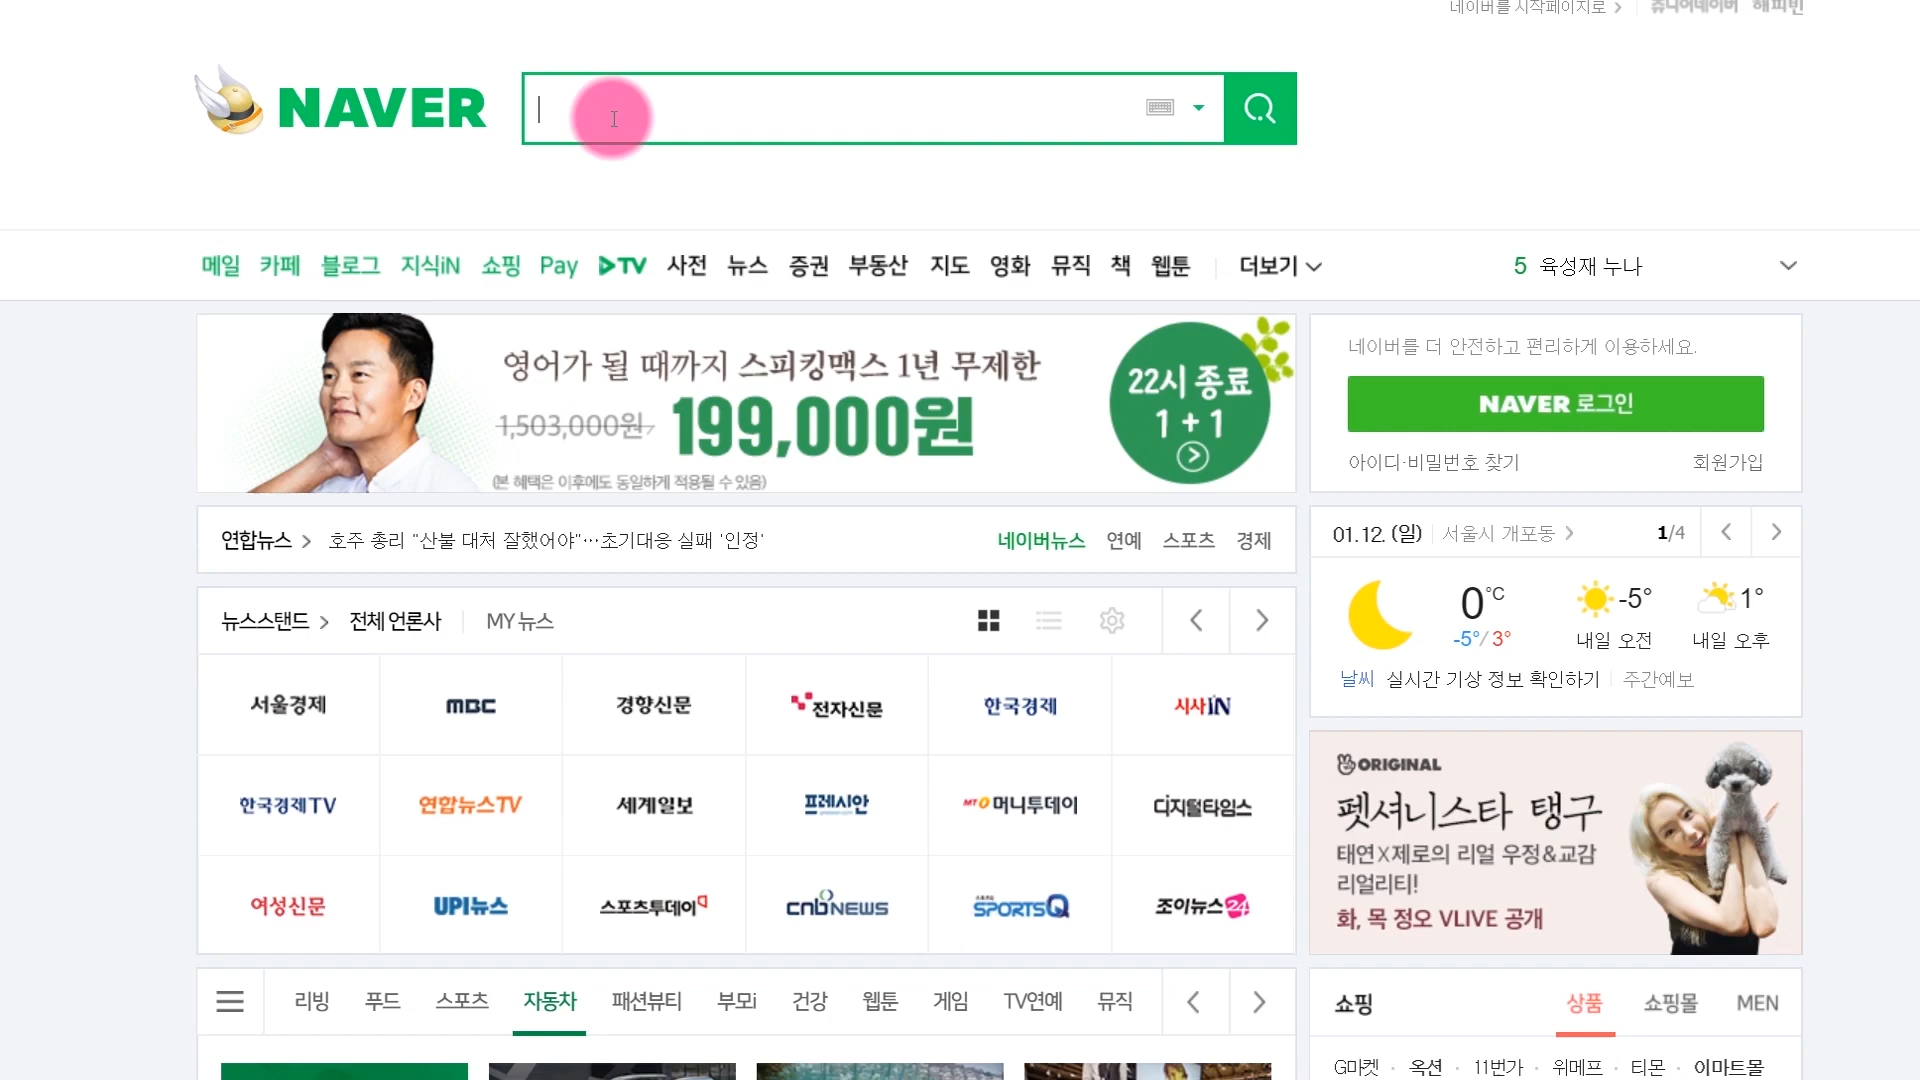 네이버를 시작페이지로 > 쥬니어네이버 해피빈
NAVER
메일 카페 블로그 지식iN 쇼핑 Pay TV 사전 뉴스 증권 부동산 지도 영화 뮤직 책 웹툰 더보기 5 육성재 누나
영어가 될 때까지 스피킹맥스 1년 무제한
1,503,000원 199,000원
(본 혜택은 이후에도 동일하게 적용될 수 있음)
22시 종료
1+1
네이버를 더 안전하고 편리하게 이용하세요.
NAVER 로그인
아이디·비밀번호 찾기 회원가입
연합뉴스 > 호주 총리 "산불 대처 잘했어야"…초기대응 실패 '인정' 네이버뉴스 연예 스포츠 경제
01.12. (일) 서울시 개포동 > 1/4
0°C -5°/3°
-5° 내일 오전
1° 내일 오후
날씨 실시간 기상 정보 확인하기 주간예보
뉴스스탠드 > 전체 언론사 MY 뉴스
서울경제 MBC 경향신문 전자신문 한국경제 시사IN
한국경제TV 연합뉴스TV 세계일보 프레시안 MT 머니투데이 디지털타임스
여성신문 UPI뉴스 스포츠투데이 CNBNEWS 스포츠Q SPORTSQ 조이뉴스24
ORIGINAL
펫셔니스타 탱구
태연X제로의 리얼 우정&교감
리얼리티!
화, 목 정오 VLIVE 공개
리빙 푸드 스포츠 자동차 패션뷰티 부모i 건강 웹툰 게임 TV연예 뮤직
쇼핑 상품 쇼핑몰 MEN
G마켓 · 옥션 · 11번가 · 위메프 · 티몬 · 이마트몰